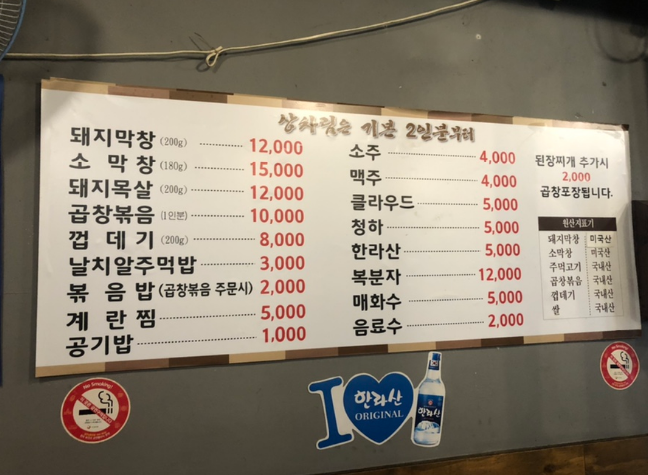 상차림은 기본 2인분부터
돼지막창 (200g) 12,000
소 막창 (180g) 15,000
돼지목살 (200g) 12,000
곱창볶음 (1인분) 10,000
껍 데 기 (200g) 8,000
날치알주먹밥 3,000
볶 음 밥 (곱창볶음 주문시) 2,000
계 란 찜 5,000
공기밥 1,000
소주 4,000
맥주 4,000
클라우드 5,000
청하 5,000
한라산 5,000
복분자 12,000
매화수 5,000
음료수 2,000
된장찌개 추가시
2,000
곱창포장됩니다.
원산지표기
돼지막창 미국산
소막창 미국산
주먹고기 국내산
곱창볶음 국내산
껍데기 국내산
쌀 국내산
No smoking!
I 한라산
ORIGINAL
한라산
No smoking!